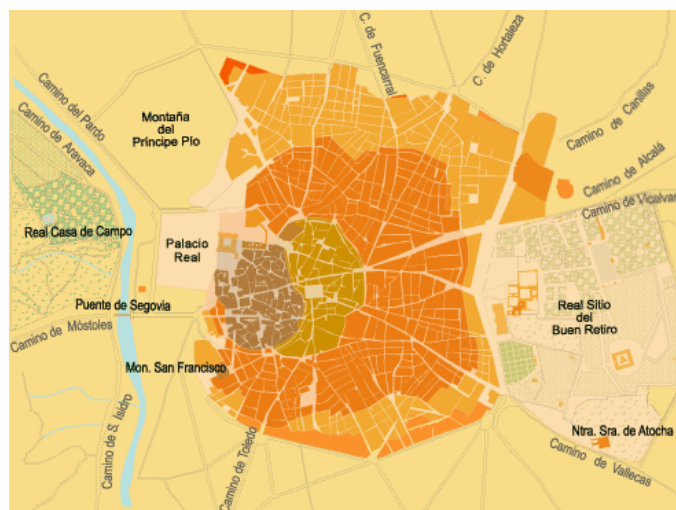 C. de Fuencarral
C. de Hortaleza
Camino del Pardo
Camino de Aravaca
Montaña
del
Príncipe Pío
Camino de Canillas
Camino de Alcalá
Camino de Vicalvaro
Real Casa de Campo
Palacio
Real
Puente de Segovia
Real Sitio
del
Buen Retiro
Camino de Móstoles
Mon. San Francisco
Camino de S. Isidro
Camino de Toledo
Ntra. Sra. de Atocha
Camino de Vallecas